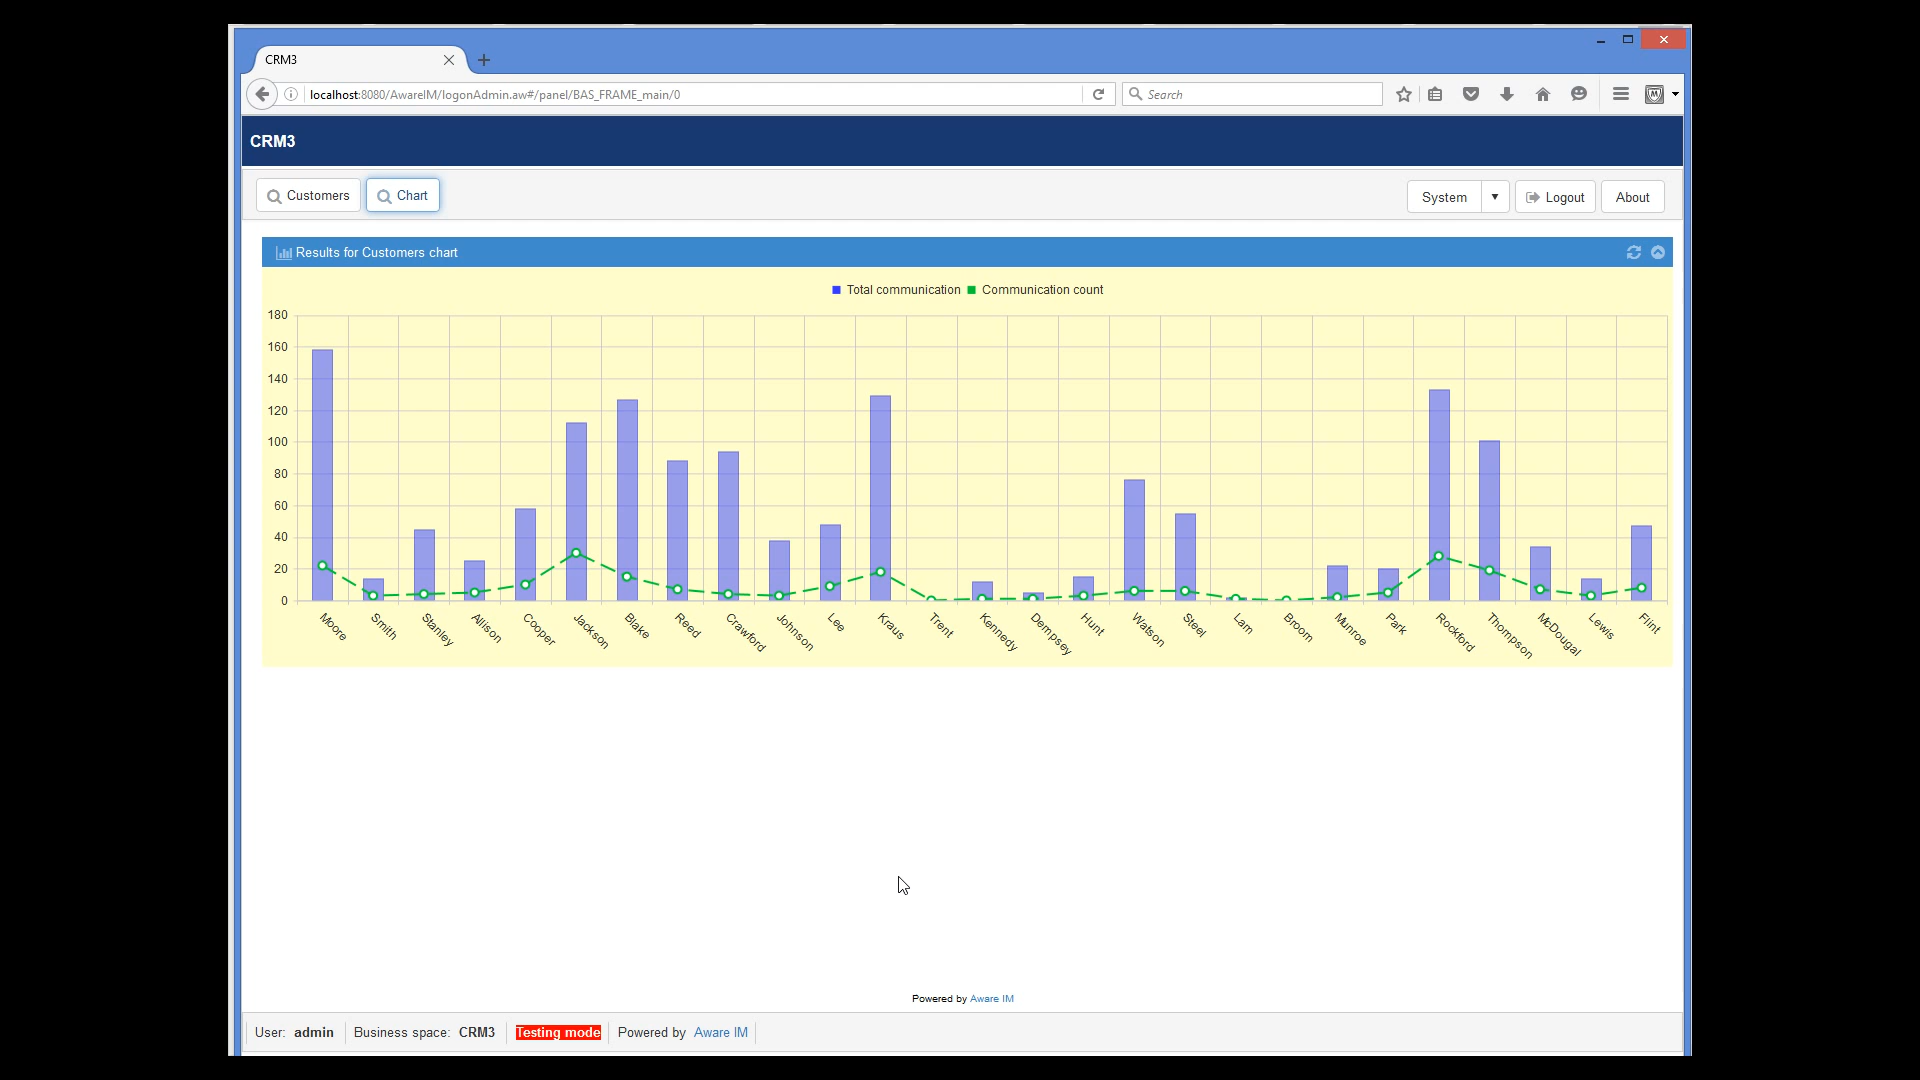 CRM3
localhost:8080/AwareIM/logonAdmin.aw#/panel/BAS_FRAME_main/0
Search
CRM3
Customers
Chart
System
Logout
About
Results for Customers chart
Total communication
Communication count
180
160
140
120
100
80
60
40
20
0
Moore
Smith
Stanley
Allison
Cooper
Jackson
Blake
Reed
Crawford
Johnson
Lee
Kraus
Trent
Kennedy
Dempsey
Hunt
Watson
Steel
Lam
Broom
Munroe
Park
Rockford
Thompson
McDougal
Lewis
Flint
Powered by Aware IM
User: admin
Business space: CRM3
Testing mode
Powered by Aware IM